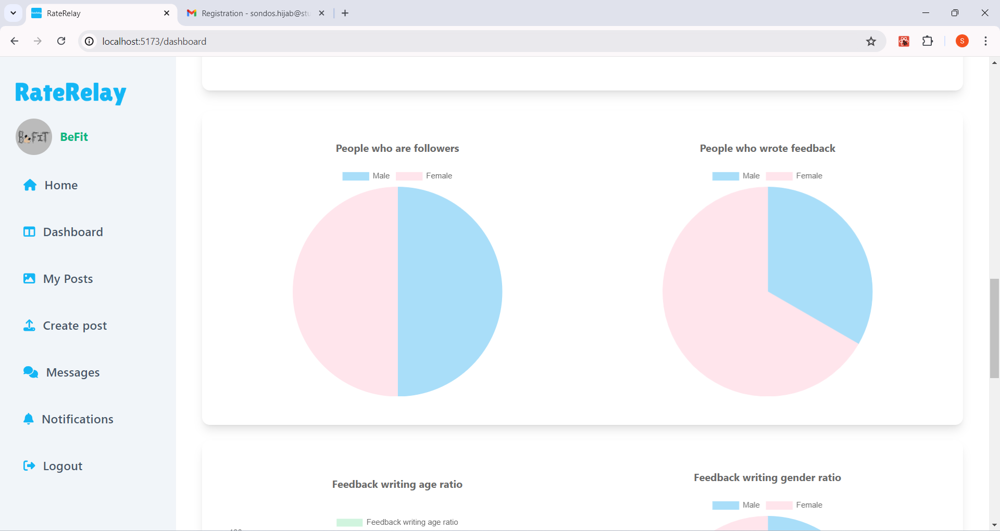 RateRelay
Registration - sondos.hijab@stu
localhost:5173/dashboard
S
RateRelay
BeFiT
BeFit
Home
Dashboard
My Posts
Create post
Messages
Notifications
Logout
People who are followers
Male
Female
People who wrote feedback
Male
Female
Feedback writing age ratio
Feedback writing age ratio
Feedback writing gender ratio
Male
Female